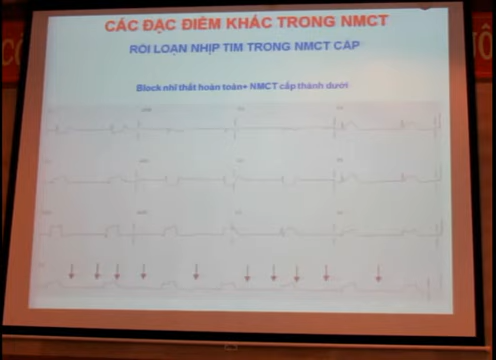 CÁC ĐẶC ĐIỂM KHÁC TRONG NMCT
RỐI LOẠN NHỊP TIM TRONG NMCT CẤP
Block nhĩ thất hoàn toàn+ NMCT cấp thành dưới